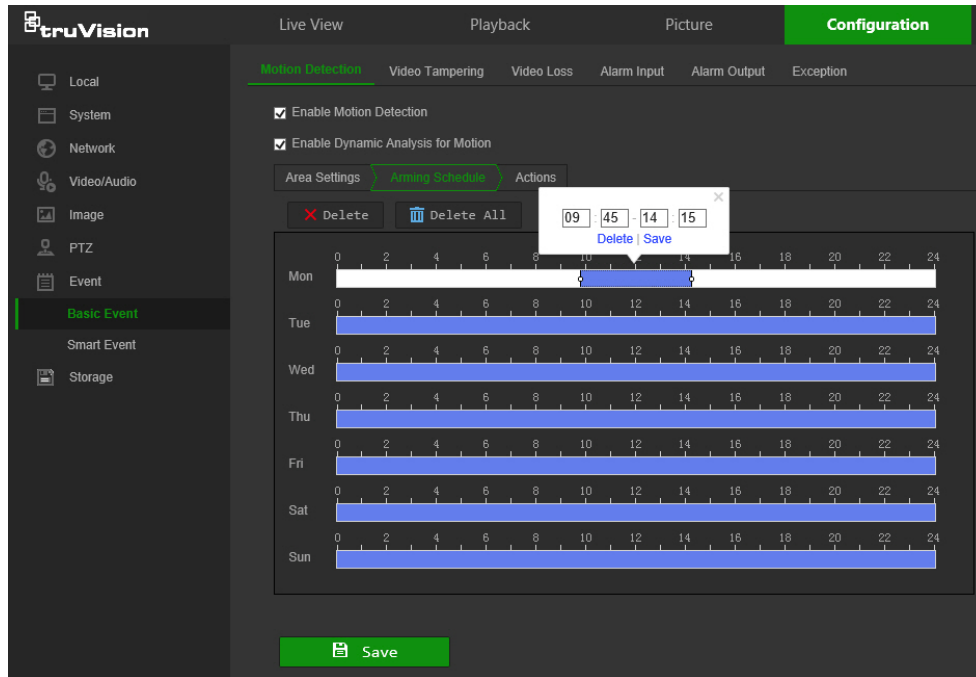 truVision Live View Playback Picture Configuration
Motion Detection Video Tampering Video Loss Alarm Input Alarm Output Exception
Local
System
Network
Video/Audio
Image
PTZ
Event
Basic Event
Smart Event
Storage
Enable Motion Detection
Enable Dynamic Analysis for Motion
Area Settings Arming Schedule Actions
Delete Delete All
09 : 45 - 14 : 15
Delete | Save
0 2 4 6 8 10 12 14 16 18 20 22 24
Mon
0 2 4 6 8 10 12 14 16 18 20 22 24
Tue
0 2 4 6 8 10 12 14 16 18 20 22 24
Wed
0 2 4 6 8 10 12 14 16 18 20 22 24
Thu
0 2 4 6 8 10 12 14 16 18 20 22 24
Fri
0 2 4 6 8 10 12 14 16 18 20 22 24
Sat
0 2 4 6 8 10 12 14 16 18 20 22 24
Sun
Save